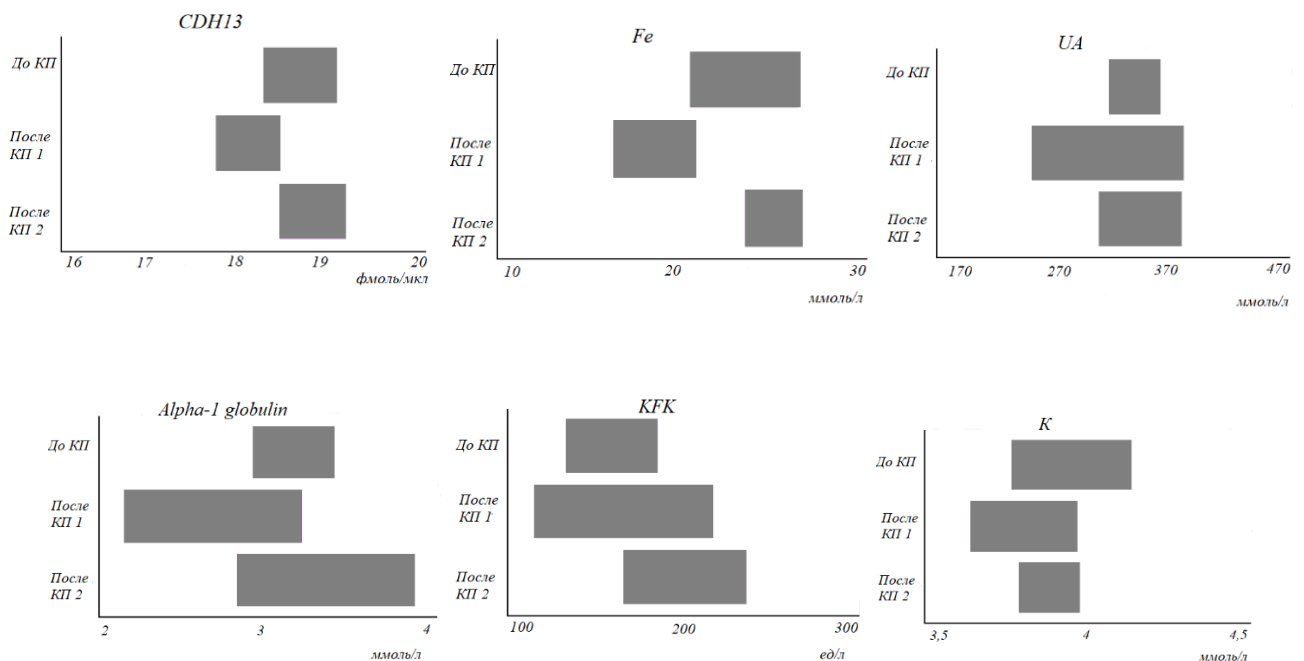 CDH13
До КП
После
КП 1
После
КП 2
16 17 18 19 20
фмоль/мкл
Fe
До КП
После
КП 1
После
КП 2
10 20 30
ммоль/л
UA
До КП
После
КП 1
После
КП 2
170 270 370 470
ммоль/л
Alpha-1 globulin
До КП
После
КП 1
После
КП 2
2 3 4
ммоль/л
KFK
До КП
После
КП 1
После
КП 2
100 200 300
ед/л
К
До КП
После
КП 1
После
КП 2
3,5 4 4,5
ммоль/л